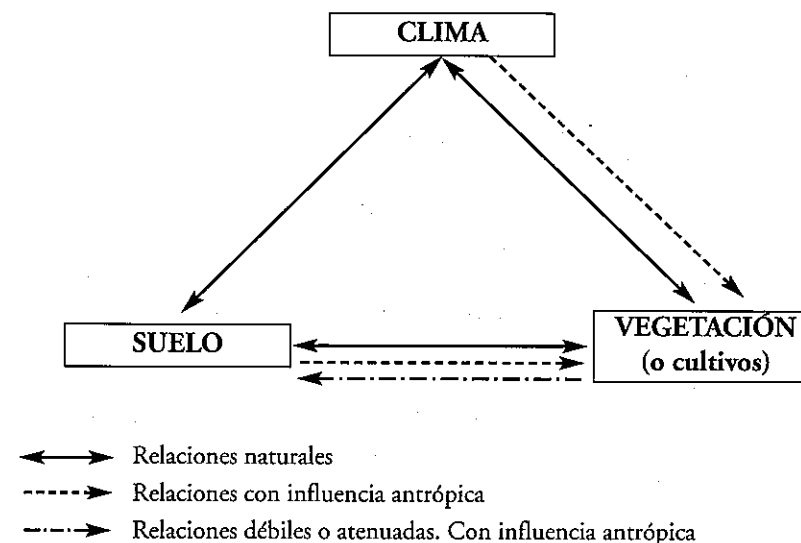 CLIMA
SUELO
VEGETACIÓN
(o cultivos)
Relaciones naturales
Relaciones con influencia antrópica
Relaciones débiles o atenuadas. Con influencia antrópica